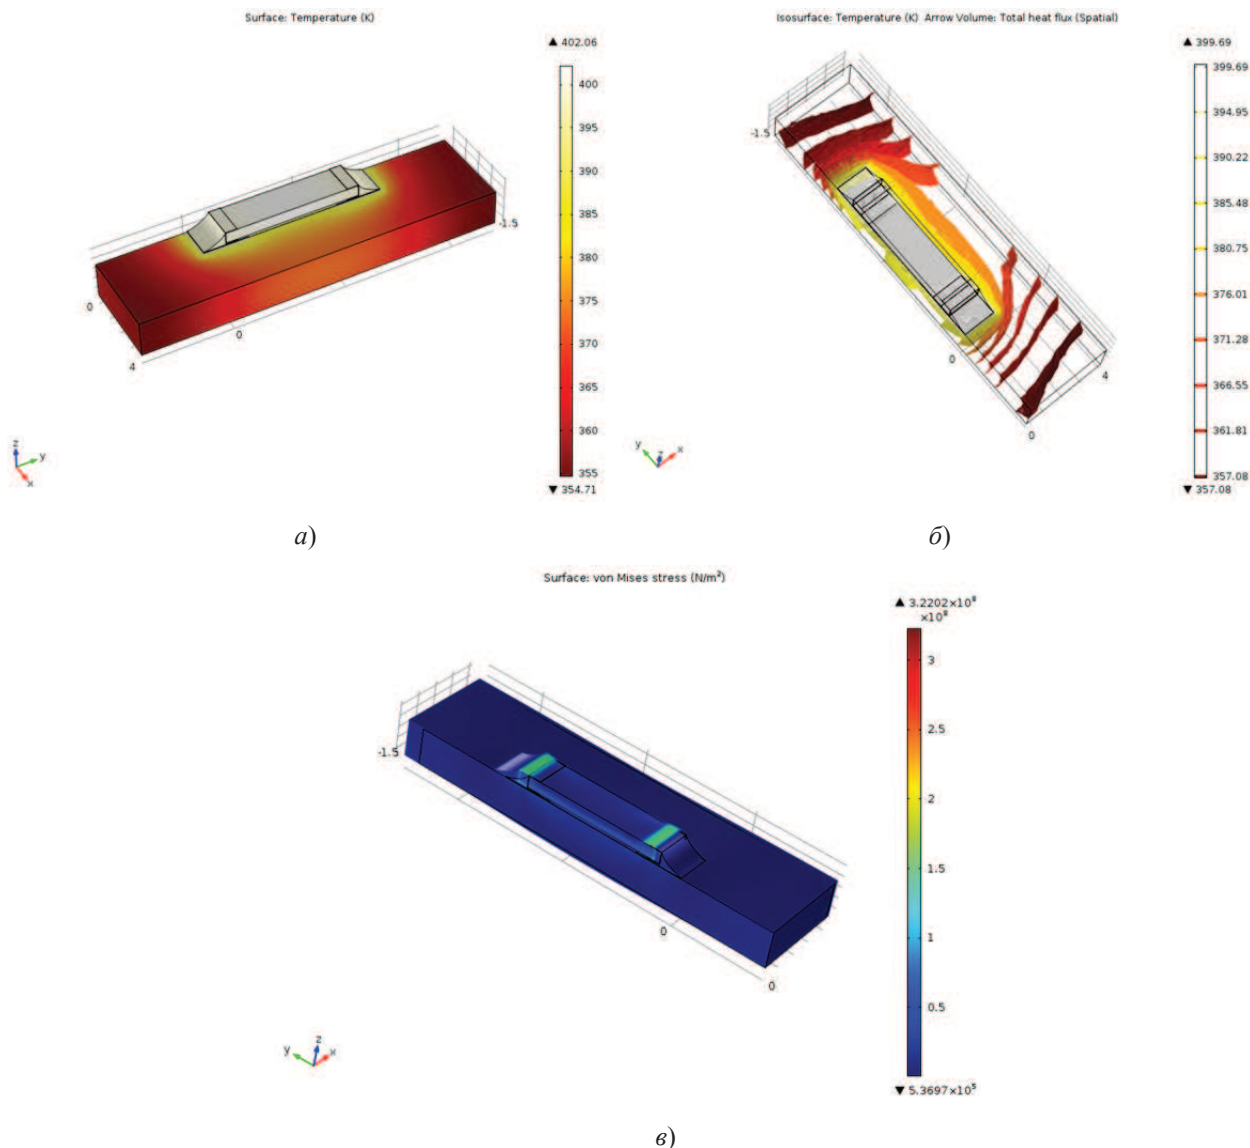 Surface: Temperature (K)
▲ 402.06
400
395
390
385
380
375
370
365
360
355
▼ 354.71
-1.5
0
0
4
z
y
x
а)
Isosurface: Temperature (K) Arrow Volume: Total heat flux (Spatial)
▲ 399.69
399.69
394.95
390.22
385.48
380.75
376.01
371.28
366.55
361.81
357.08
▼ 357.08
-1.5
0
4
0
y
z
x
б)
Surface: von Mises stress (N/m²)
▲ 3.2202×10⁸
×10⁸
3
2.5
2
1.5
1
0.5
▼ 5.3697×10⁵
-1.5
0
0
y
z
x
в)